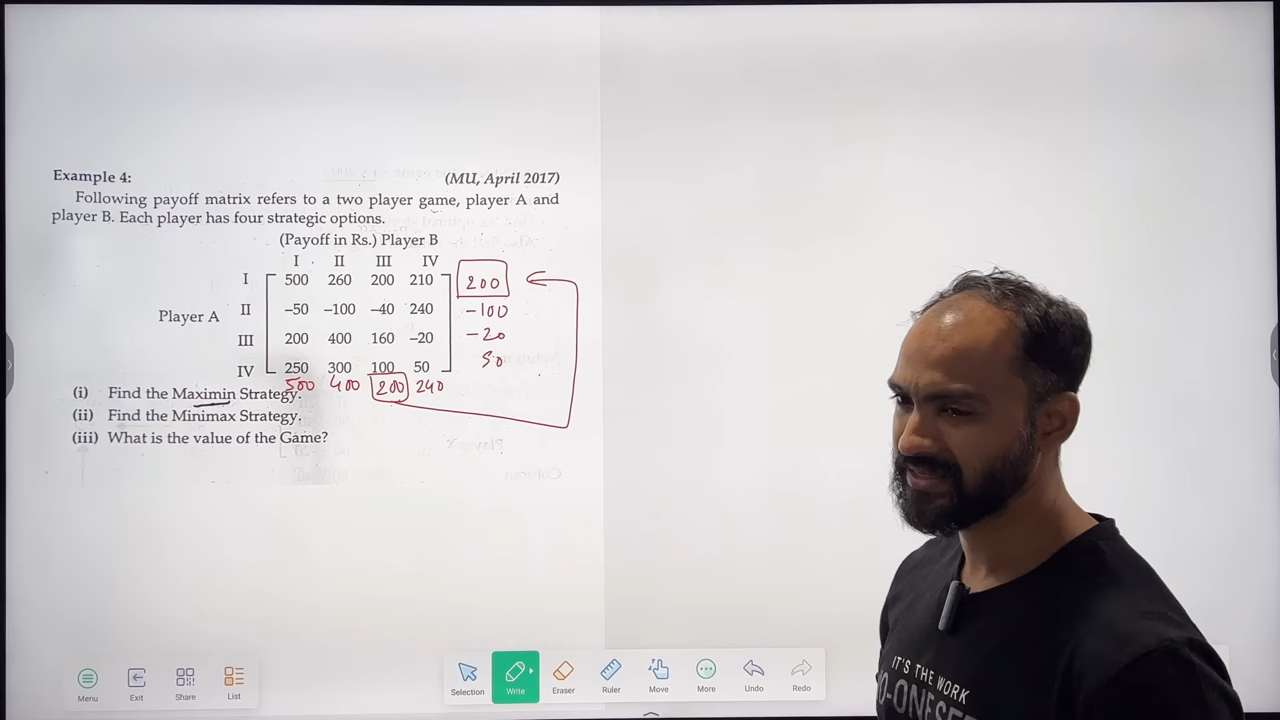 Example 4: (MU, April 2017)
Following payoff matrix refers to a two player game, player A and
player B. Each player has four strategic options.
(Payoff in Rs.) Player B
I II III IV
I 500 260 200 210 200
Player A II –50 –100 –40 240 -100
III 200 400 160 –20 -20
IV 250 300 100 50 50
500 400 200 240
(i) Find the Maximin Strategy.
(ii) Find the Minimax Strategy.
(iii) What is the value of the Game?
IT'S THE WORK
Menu Exit Share List Selection Write Eraser Ruler Move More Undo Redo